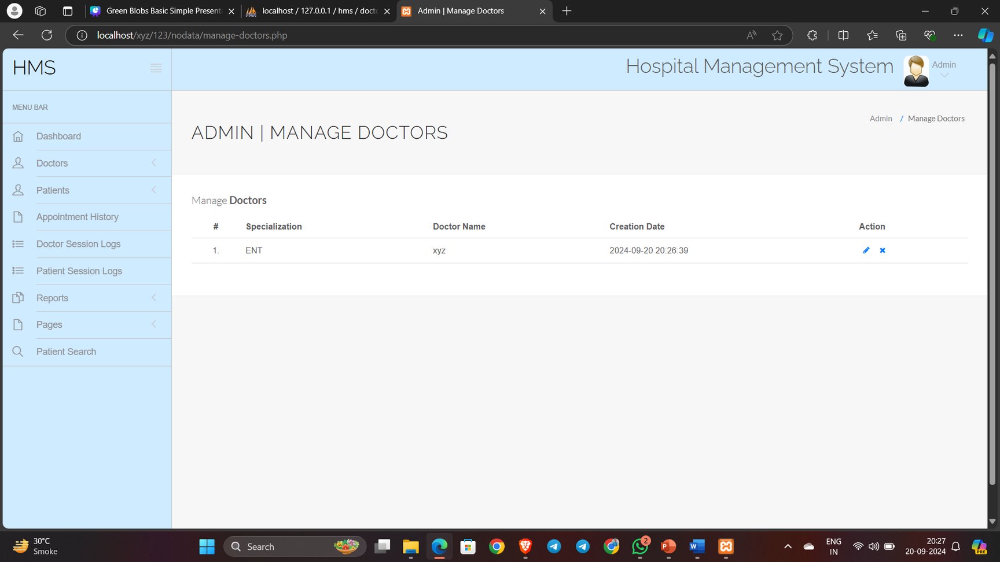 Green Blobs Basic Simple Present
localhost / 127.0.0.1 / hms / docto
Admin | Manage Doctors
localhost/xyz/123/nodata/manage-doctors.php
HMS
Hospital Management System
Admin
MENU BAR
Admin / Manage Doctors
ADMIN | MANAGE DOCTORS
Dashboard
Doctors
Patients
Appointment History
Doctor Session Logs
Patient Session Logs
Reports
Pages
Patient Search
Manage Doctors
# Specialization Doctor Name Creation Date Action
1. ENT xyz 2024-09-20 20:26:39
30°C
Smoke
Search
2
ENG
IN
20:27
20-09-2024
PRE